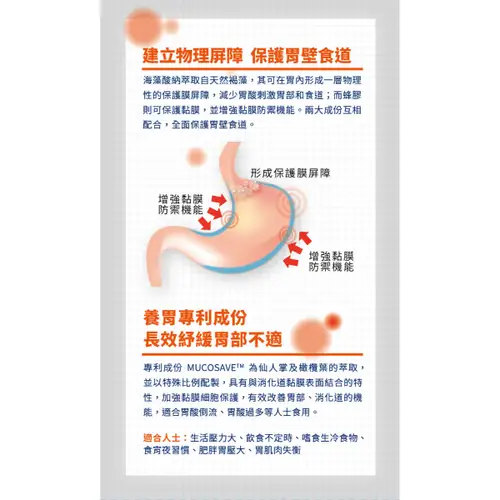 建立物理屏障 保護胃壁食道
海藻酸納萃取自天然褐藻，其可在胃內形成一層物理
性的保護膜屏障，減少胃酸刺激胃部和食道；而蜂膠
則可保護黏膜，並增強黏膜防禦機能。兩大成份互相
配合，全面保護胃壁食道。
形成保護膜屏障
增強黏膜
防禦機能
增強黏膜
防禦機能
養胃專利成份
長效紓緩胃部不適
專利成份 MUCOSAVE™ 為仙人掌及橄欖葉的萃取，
並以特殊比例配製，具有與消化道黏膜表面結合的特
性，加強黏膜細胞保護，有效改善胃部、消化道的機
能，適合胃酸倒流、胃酸過多等人士食用。
適合人士：生活壓力大、飲食不定時、嗜食生冷食物、
食宵夜習慣、肥胖胃壓大、胃肌肉失衡